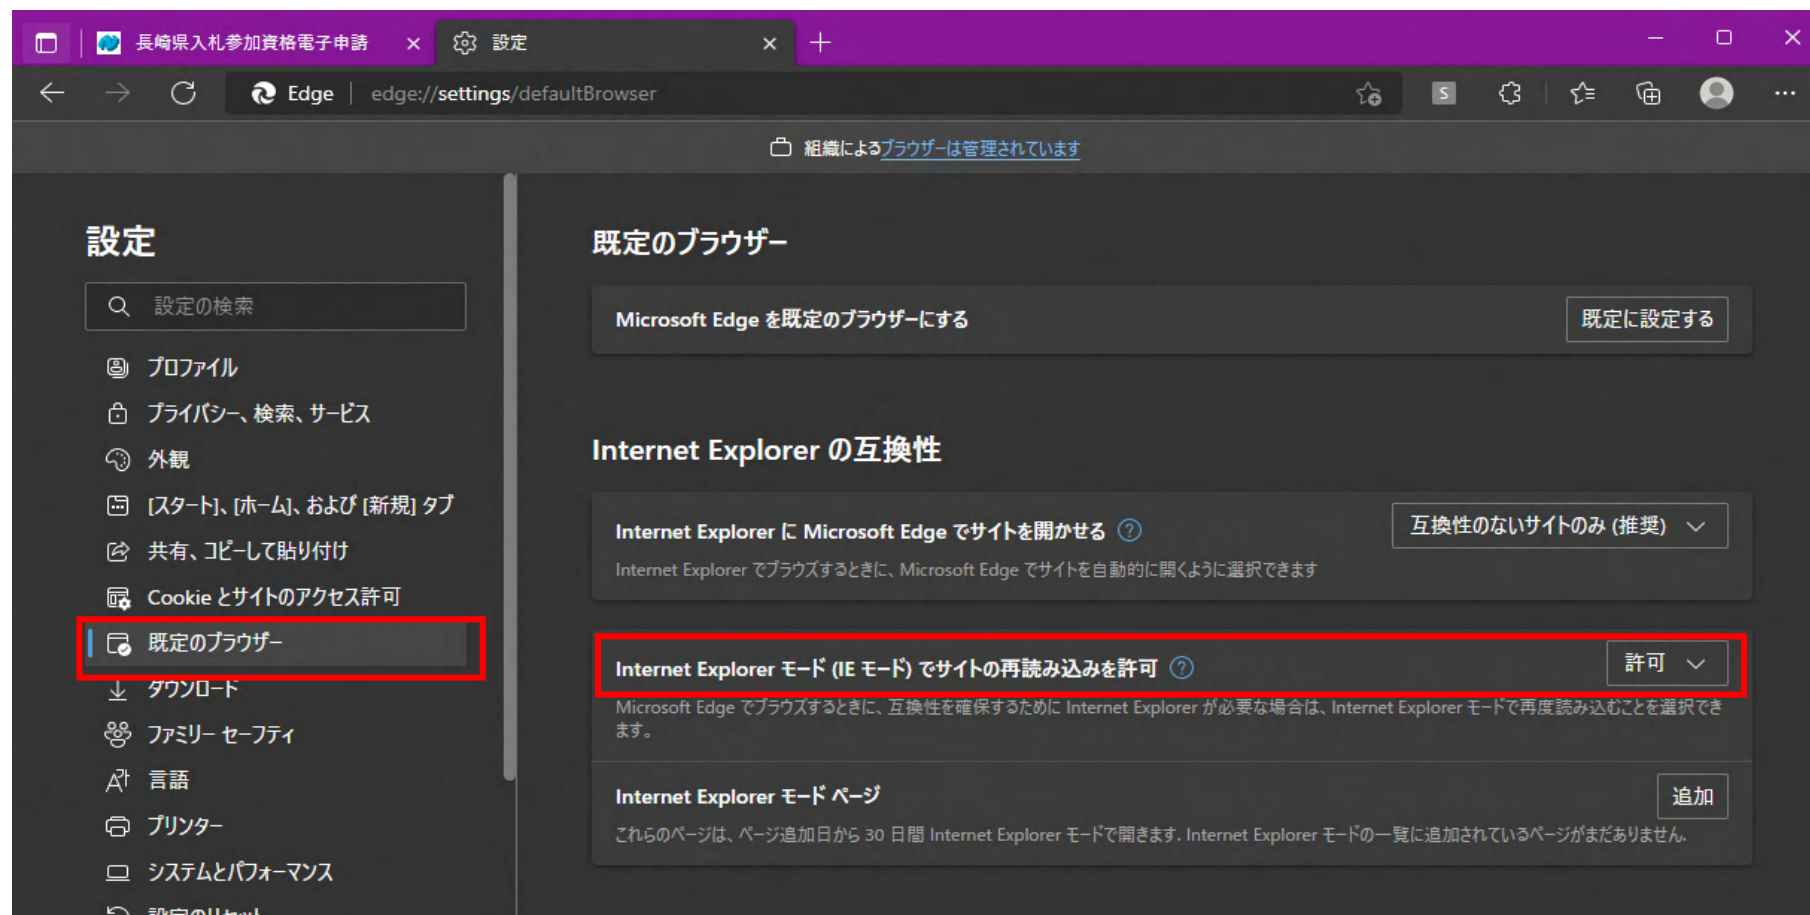 長崎県入札参加資格電子申請
設定
Edge
edge://settings/defaultBrowser
S
組織によるブラウザーは管理されています
設定
設定の検索
プロファイル
プライバシー、検索、サービス
外観
[スタート]、[ホーム]、および [新規] タブ
共有、コピーして貼り付け
Cookie とサイトのアクセス許可
既定のブラウザー
ダウンロード
ファミリー セーフティ
言語
プリンター
システムとパフォーマンス
設定のリセット
既定のブラウザー
Microsoft Edge を既定のブラウザーにする
既定に設定する
Internet Explorer の互換性
Internet Explorer に Microsoft Edge でサイトを開かせる
互換性のないサイトのみ (推奨)
Internet Explorer でブラウズするときに、Microsoft Edge でサイトを自動的に開くように選択できます
Internet Explorer モード (IE モード) でサイトの再読み込みを許可
許可
Microsoft Edge でブラウズするときに、互換性を確保するために Internet Explorer が必要な場合は、Internet Explorer モードで再度読み込むことを選択でき
ます。
Internet Explorer モード ページ
追加
これらのページは、ページ追加日から 30 日間 Internet Explorer モードで開きます. Internet Explorer モードの一覧に追加されているページがまだありません.